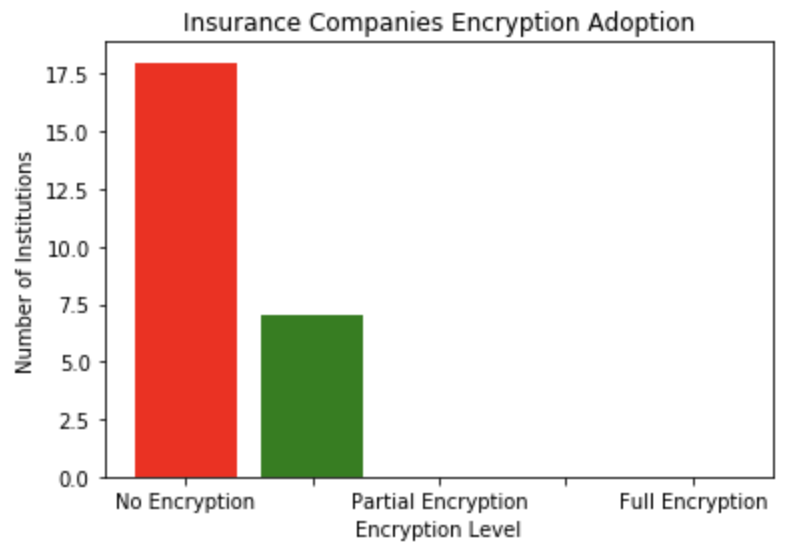 Insurance Companies Encryption Adoption
Number of Institutions
17.5
15.0
12.5
10.0
7.5
5.0
2.5
0.0
No Encryption Partial Encryption Full Encryption
Encryption Level